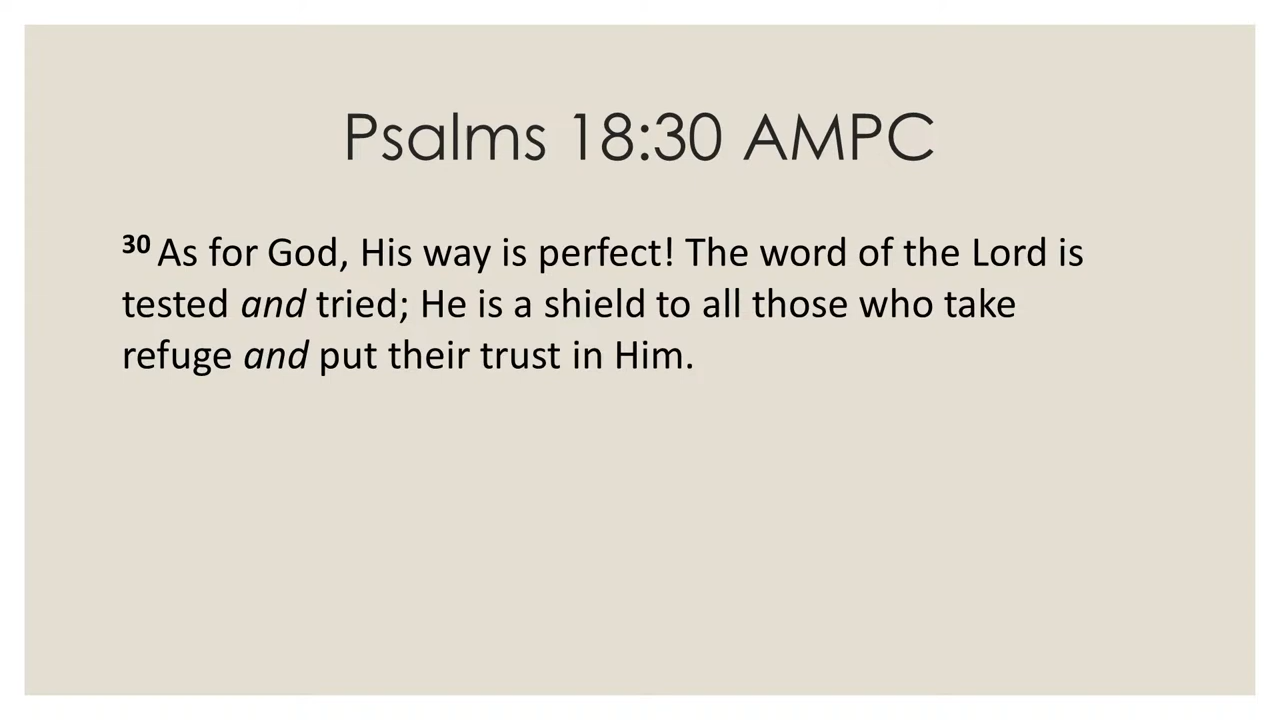 Psalms 18:30 AMPC
30 As for God, His way is perfect! The word of the Lord is
tested and tried; He is a shield to all those who take
refuge and put their trust in Him.